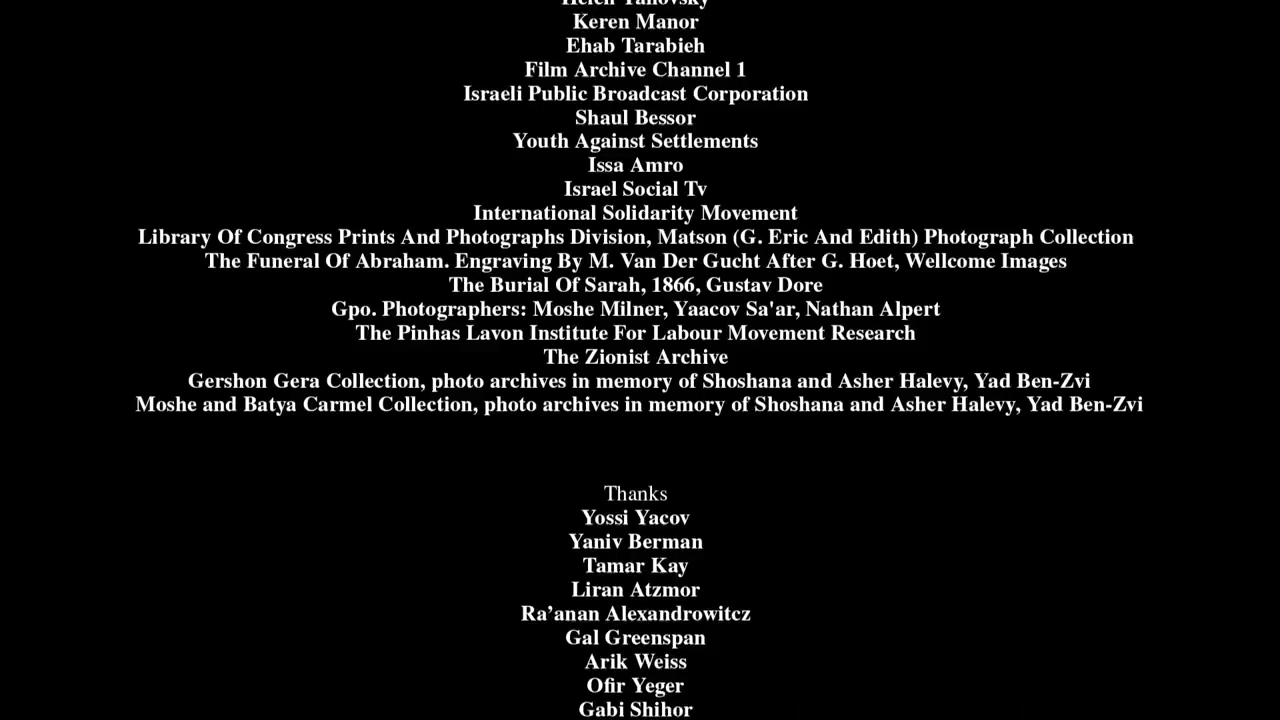 Helen Yanovsky
Keren Manor
Ehab Tarabieh
Film Archive Channel 1
Israeli Public Broadcast Corporation
Shaul Bessor
Youth Against Settlements
Issa Amro
Israel Social Tv
International Solidarity Movement
Library Of Congress Prints And Photographs Division, Matson (G. Eric And Edith) Photograph Collection
The Funeral Of Abraham. Engraving By M. Van Der Gucht After G. Hoet, Wellcome Images
The Burial Of Sarah, 1866, Gustav Dore
Gpo. Photographers: Moshe Milner, Yaacov Sa'ar, Nathan Alpert
The Pinhas Lavon Institute For Labour Movement Research
The Zionist Archive
Gershon Gera Collection, photo archives in memory of Shoshana and Asher Halevy, Yad Ben-Zvi
Moshe and Batya Carmel Collection, photo archives in memory of Shoshana and Asher Halevy, Yad Ben-Zvi
Thanks
Yossi Yacov
Yaniv Berman
Tamar Kay
Liran Atzmor
Ra’anan Alexandrowitcz
Gal Greenspan
Arik Weiss
Ofir Yeger
Gabi Shihor